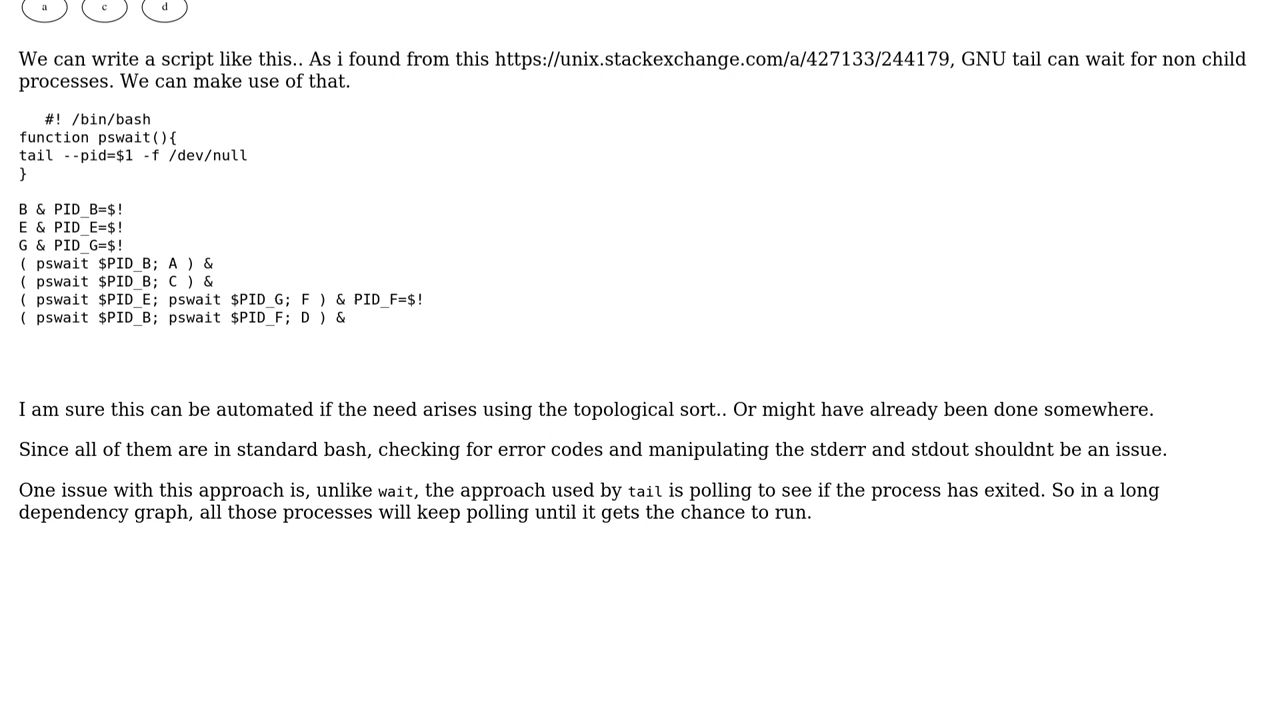 a c d
We can write a script like this.. As i found from this https://unix.stackexchange.com/a/427133/244179, GNU tail can wait for non child
processes. We can make use of that.
#! /bin/bash
function pswait(){
tail --pid=$1 -f /dev/null
}
B & PID_B=$!
E & PID_E=$!
G & PID_G=$!
( pswait $PID_B; A ) &
( pswait $PID_B; C ) &
( pswait $PID_E; pswait $PID_G; F ) & PID_F=$!
( pswait $PID_B; pswait $PID_F; D ) &
I am sure this can be automated if the need arises using the topological sort.. Or might have already been done somewhere.
Since all of them are in standard bash, checking for error codes and manipulating the stderr and stdout shouldnt be an issue.
One issue with this approach is, unlike wait, the approach used by tail is polling to see if the process has exited. So in a long
dependency graph, all those processes will keep polling until it gets the chance to run.